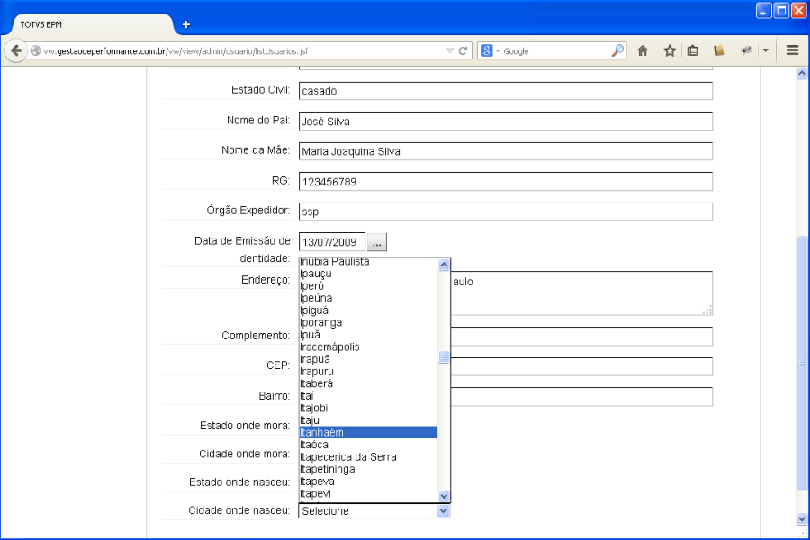 TOTVS EPM
vw.gestaoeperformance.com.br/vw/view/admin/usuario/listUsuarios.jsf
Google
Estado Civil: casado
Nome do Pai: José Silva
Nome da Mãe: Maria Joaquina Silva
RG: 123456789
Órgão Expedidor: ssp
Data de Emissão de identidade: 13/07/2009 ...
Endereço: aulo
Complemento:
CEP:
Bairro:
Estado onde mora:
Cidade onde mora:
Estado onde nasceu:
Cidade onde nasceu: Selecione
Inúbia Paulista
Ipauçu
Iperó
Ipeúna
Ipiguá
Iporanga
Ipuã
Iracemápolis
Irapuã
Irapuru
Itaberá
Itaí
Itajobi
Itaju
Itanhaém
Itaóca
Itapecerica da Serra
Itapetininga
Itapeva
Itapevi